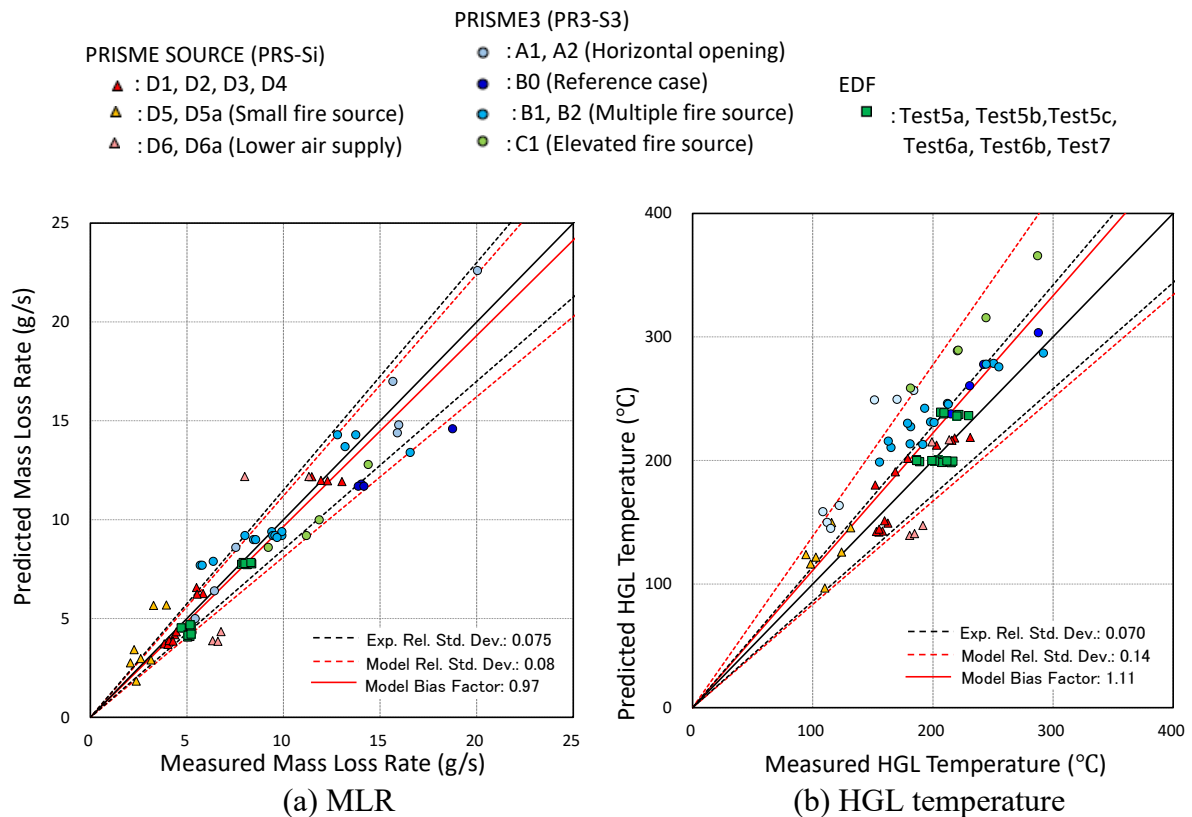 PRISME3 (PR3-S3)
PRISME SOURCE (PRS-Si)
: A1, A2 (Horizontal opening)
: D1, D2, D3, D4
: B0 (Reference case)
EDF
: D5, D5a (Small fire source)
: B1, B2 (Multiple fire source)
: Test5a, Test5b,Test5c,
: D6, D6a (Lower air supply)
: C1 (Elevated fire source)
Test6a, Test6b, Test7
Predicted Mass Loss Rate (g/s)
25
20
15
10
5
0
Exp. Rel. Std. Dev.: 0.075
Model Rel. Std. Dev.: 0.08
Model Bias Factor: 0.97
0 5 10 15 20 25
Measured Mass Loss Rate (g/s)
(a) MLR
Predicted HGL Temperature (℃)
400
300
200
100
0
Exp. Rel. Std. Dev.: 0.070
Model Rel. Std. Dev.: 0.14
Model Bias Factor: 1.11
0 100 200 300 400
Measured HGL Temperature (℃)
(b) HGL temperature